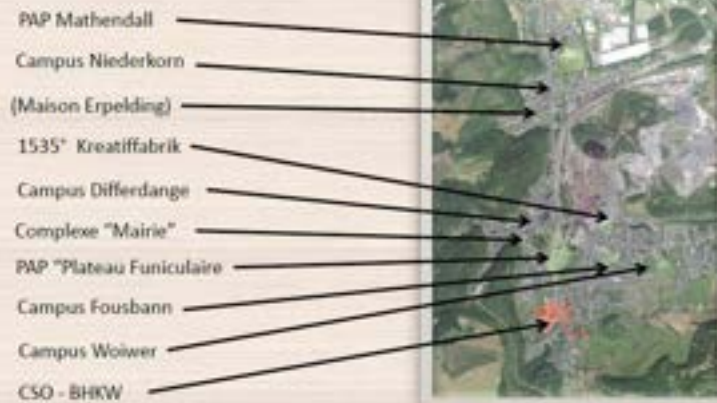 PAP Mathendall
Campus Niederkorn
(Maison Erpelding)
1535° Kreatiffabrik
Campus Differdange
Complexe "Mairie"
PAP "Plateau Funiculaire
Campus Fousbann
Campus Woiwer
CSO - BHKW